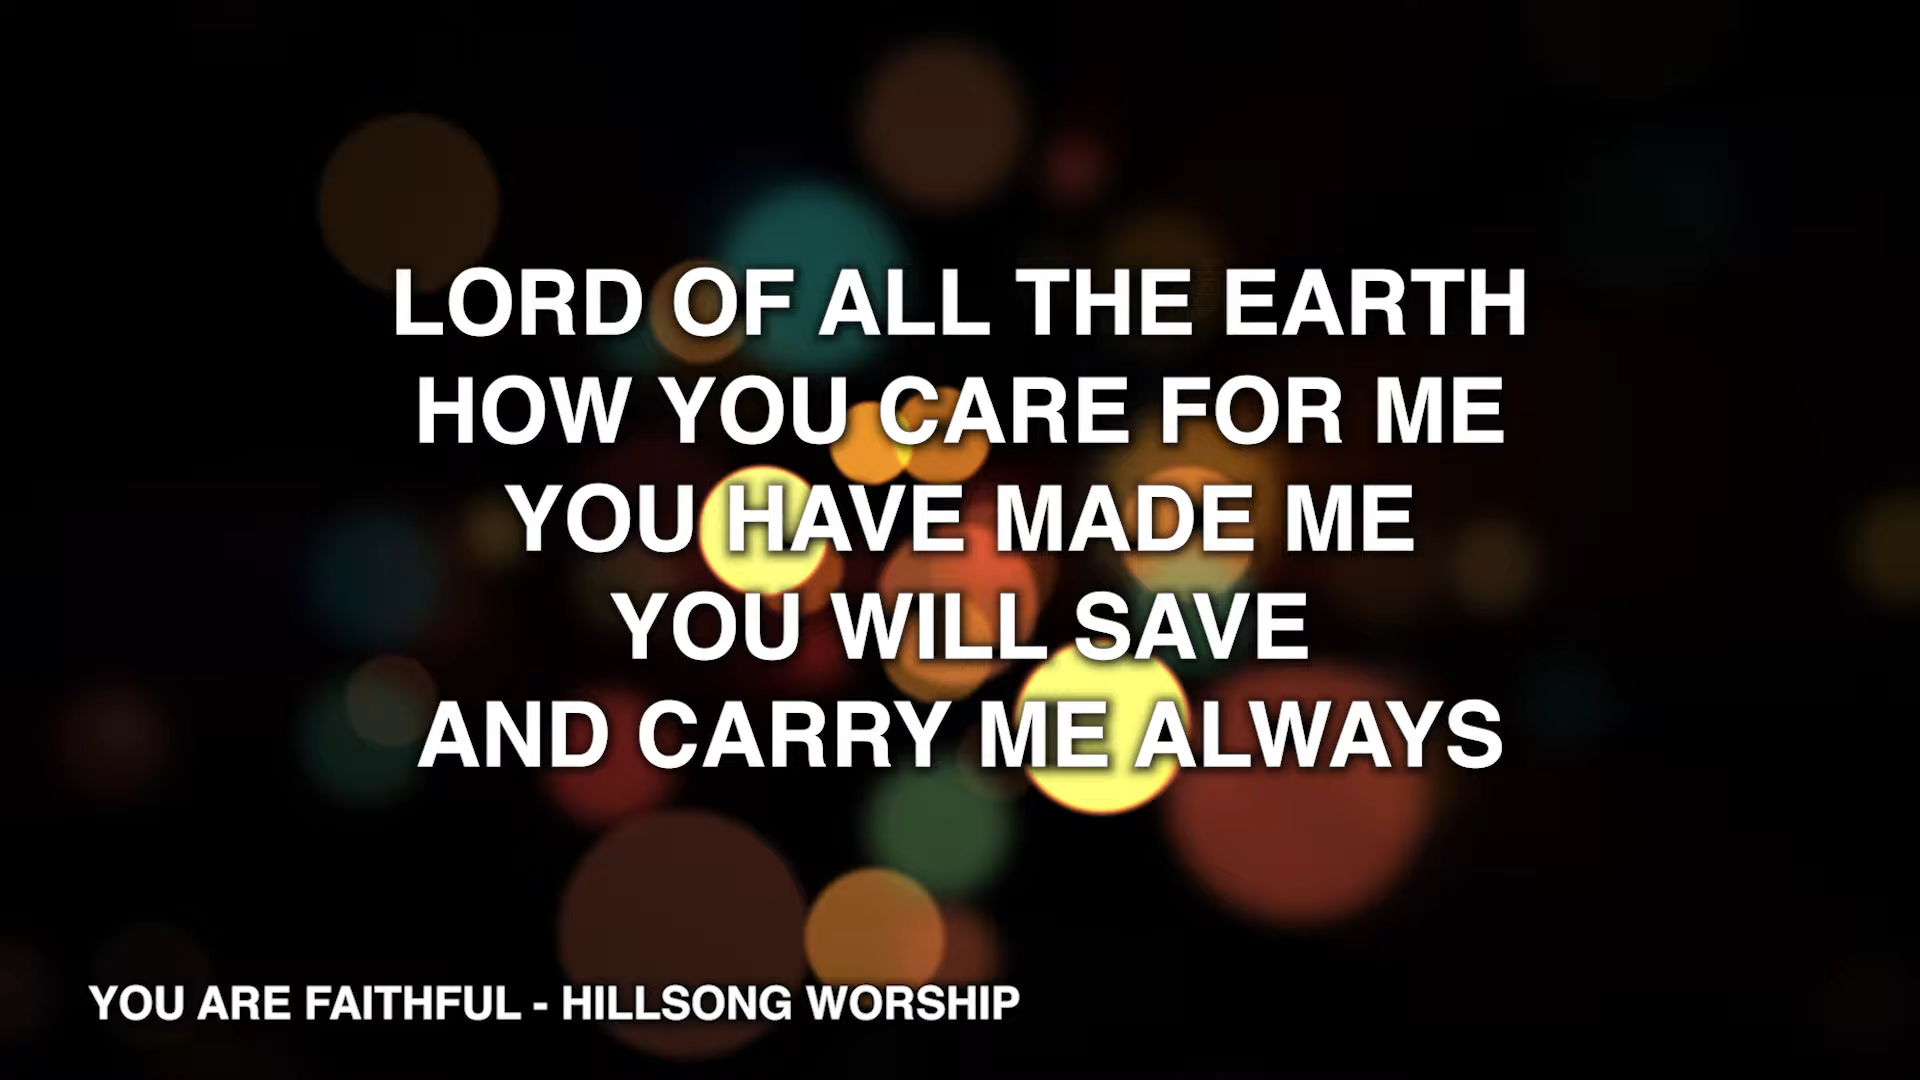 LORD OF ALL THE EARTH
HOW YOU CARE FOR ME
YOU HAVE MADE ME
YOU WILL SAVE
AND CARRY ME ALWAYS
YOU ARE FAITHFUL - HILLSONG WORSHIP